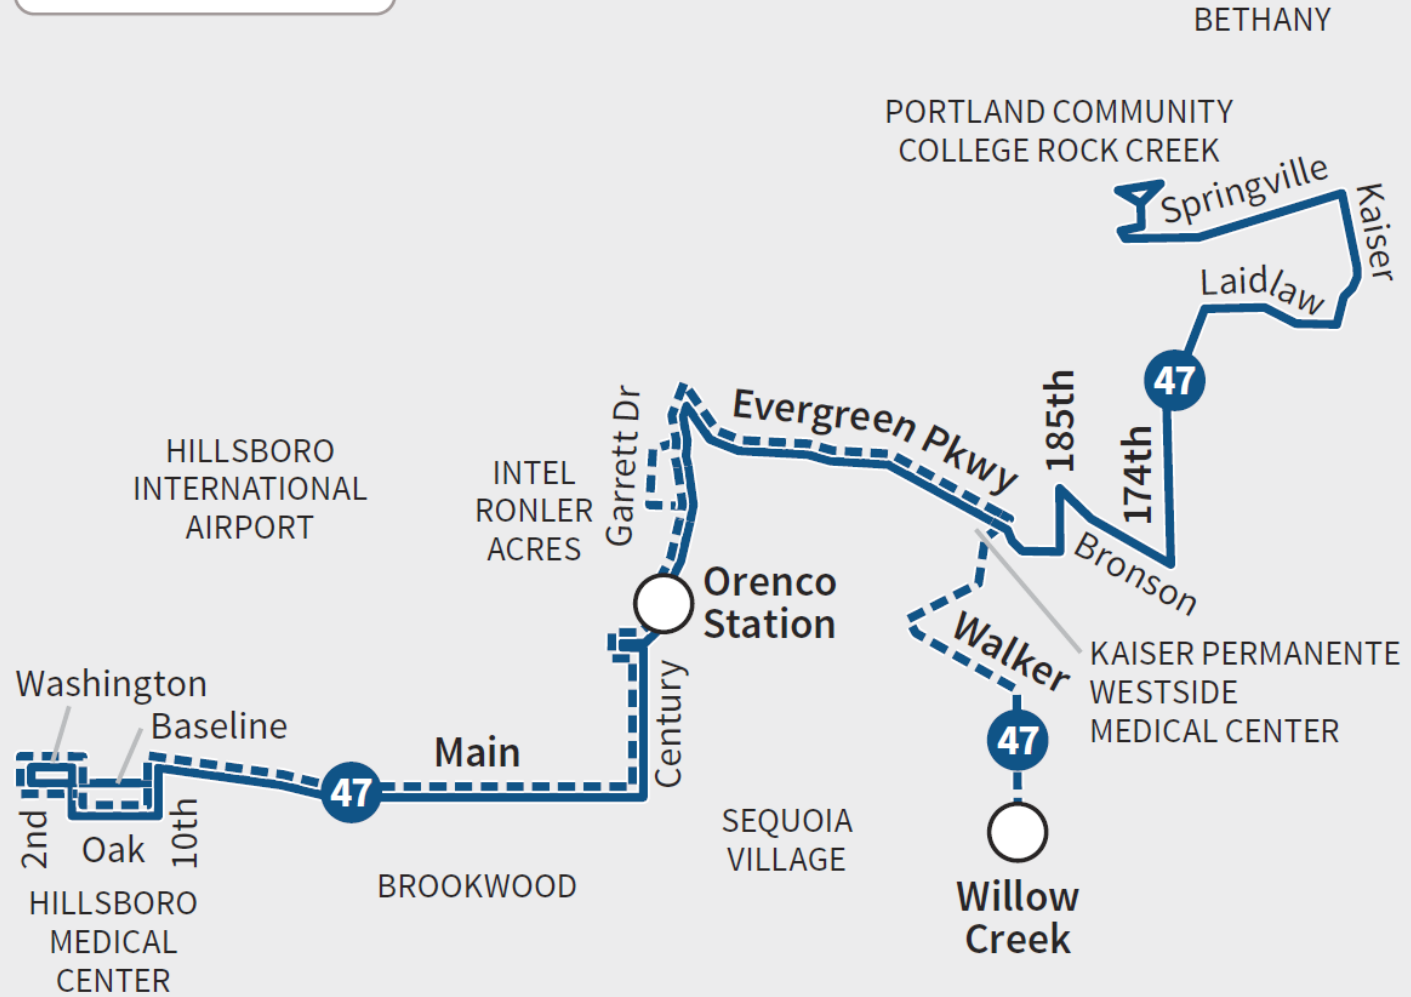 BETHANY
PORTLAND COMMUNITY
COLLEGE ROCK CREEK
Springville
Kaiser
Laidlaw
47
185th
174th
Bronson
Evergreen Pkwy
Garrett Dr
HILLSBORO
INTERNATIONAL
AIRPORT
INTEL
RONLER
ACRES
Orenco
Station
Walker
KAISER PERMANENTE
WESTSIDE
MEDICAL CENTER
47
Washington
Baseline
Main
Century
47
2nd
Oak
10th
SEQUOIA
VILLAGE
BROOKWOOD
Willow
Creek
HILLSBORO
MEDICAL
CENTER